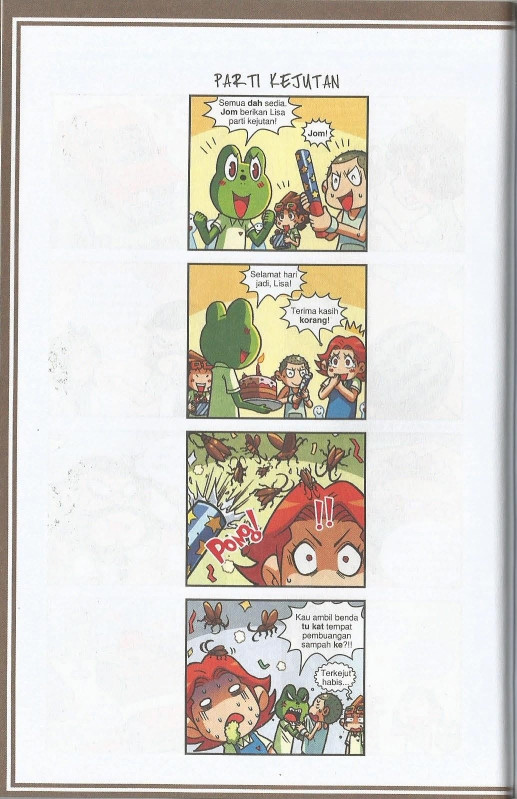 PARTI KEJUTAN
Semua dah sedia.
Jom berikan Lisa
parti kejutan!
Jom!
Selamat hari
jadi, Lisa!
Terima kasih
korang!
!!
PONG!
Kau ambil benda
tu kat tempat
pembuangan
sampah ke?!!
Terkejut
habis...